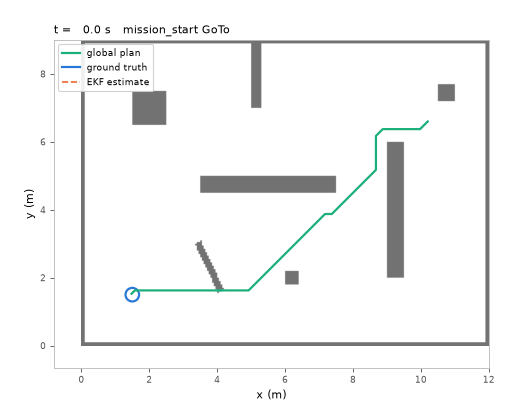 t =   0.0 s   mission_start GoTo
global plan
ground truth
EKF estimate
8
6
4
2
0
y (m)
0 2 4 6 8 10 12
x (m)